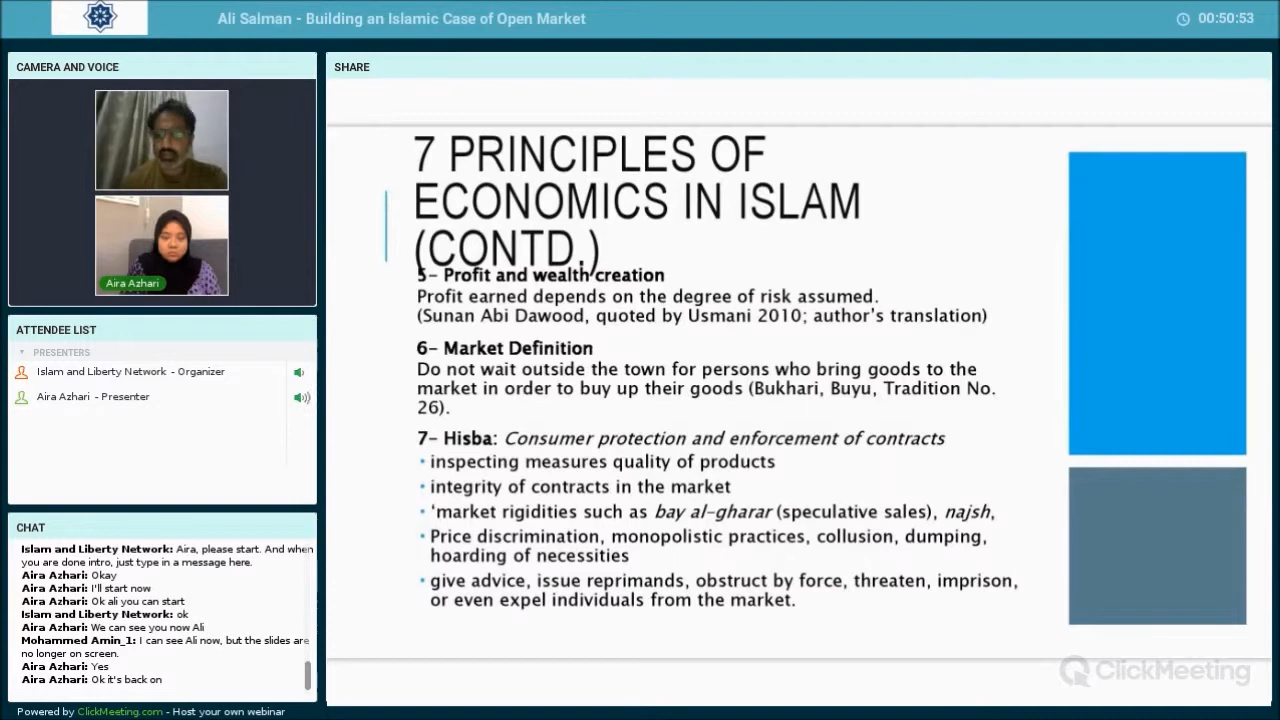 Ali Salman - Building an Islamic Case of Open Market
00:50:53
CAMERA AND VOICE
Aira Azhari
ATTENDEE LIST
PRESENTERS
Islam and Liberty Network - Organizer
Aira Azhari - Presenter
CHAT
Islam and Liberty Network: Aira, please start. And when
you are done intro, just type in a message here.
Aira Azhari: Okay
Aira Azhari: I'll start now
Aira Azhari: Ok ali you can start
Islam and Liberty Network: ok
Aira Azhari: We can see you now Ali
Mohammed Amin_1: I can see Ali now, but the slides are
no longer on screen.
Aira Azhari: Yes
Aira Azhari: Ok it's back on
Powered by ClickMeeting.com - Host your own webinar
SHARE
7 PRINCIPLES OF
ECONOMICS IN ISLAM
(CONTD.)
5- Profit and wealth creation
Profit earned depends on the degree of risk assumed.
(Sunan Abi Dawood, quoted by Usmani 2010; author's translation)
6- Market Definition
Do not wait outside the town for persons who bring goods to the
market in order to buy up their goods (Bukhari, Buyu, Tradition No.
26).
7- Hisba: Consumer protection and enforcement of contracts
• inspecting measures quality of products
• integrity of contracts in the market
• ‘market rigidities such as bay al-gharar (speculative sales), najsh,
• Price discrimination, monopolistic practices, collusion, dumping,
hoarding of necessities
• give advice, issue reprimands, obstruct by force, threaten, imprison,
or even expel individuals from the market.
ClickMeeting